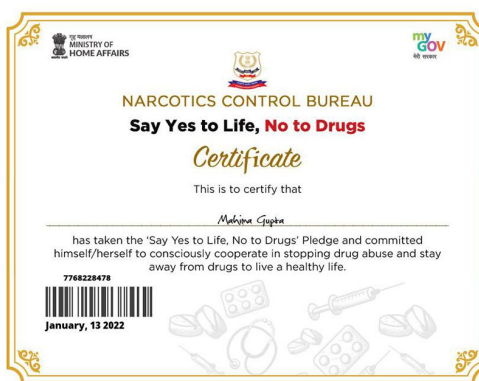 गृह मंत्रालय
MINISTRY OF
HOME AFFAIRS
my
GOV
मेरी सरकार
NARCOTICS CONTROL BUREAU
Say Yes to Life, No to Drugs
Certificate
This is to certify that
Mahima Gupta
has taken the 'Say Yes to Life, No to Drugs' Pledge and committed
himself/herself to consciously cooperate in stopping drug abuse and stay
away from drugs to live a healthy life.
7768228478
January, 13 2022